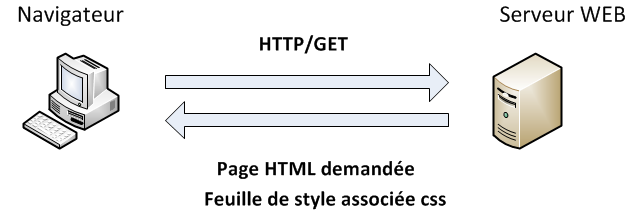 Navigateur
Serveur WEB
HTTP/GET
Page HTML demandée
Feuille de style associée css